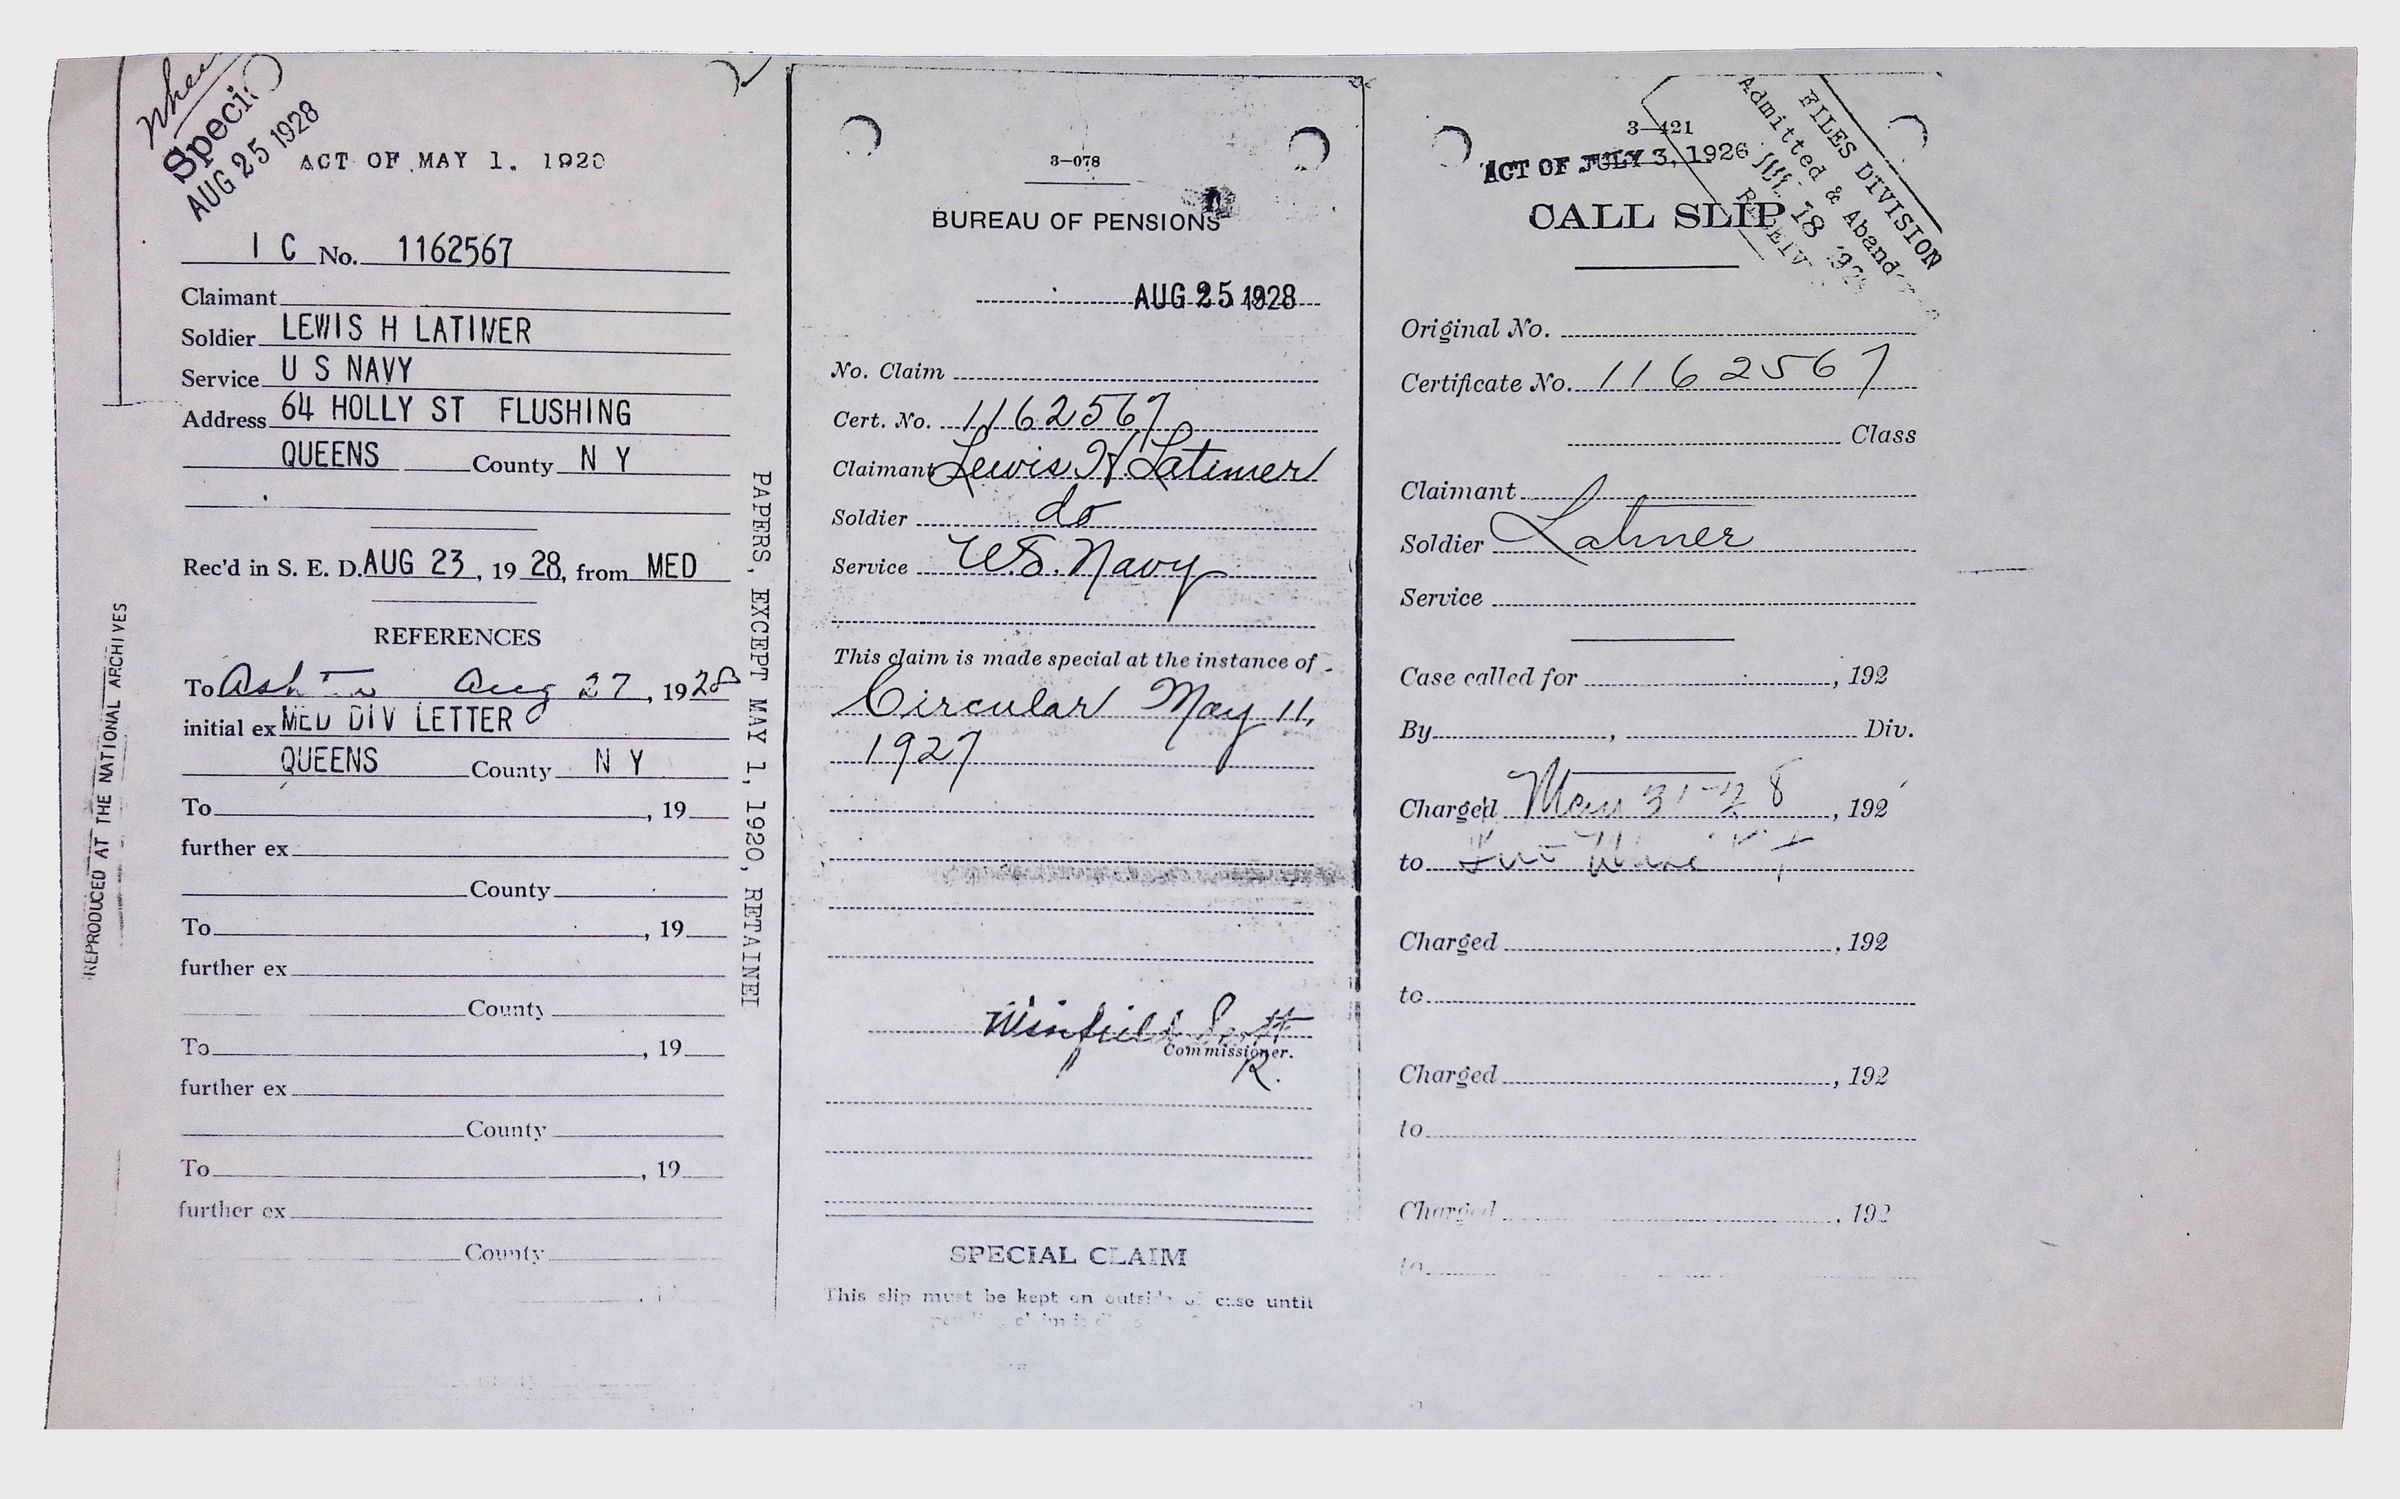 Speci
AUG 25 1928
ACT OF MAY 1, 1920
I C No. 1162567
Claimant
Soldier LEWIS H LATIMER
Service U S NAVY
Address 64 HOLLY ST FLUSHING
QUEENS County N Y
Rec'd in S. E. D. AUG 23, 1928, from MED
REFERENCES
To Aug 27, 1928
initial ex MED DIV LETTER
QUEENS County N Y
To , 19
further ex
County
To , 19
further ex
County
To , 19
further ex
County
To , 19
further ex
County
PAPERS, EXCEPT MAY 1, 1920, RETAINE
REPRODUCED AT THE NATIONAL ARCHIVES
3-078
BUREAU OF PENSIONS
AUG 25 1928
No. Claim
Cert. No. 1162567
Claimant Lewis H. Latimer
Soldier do
Service U.S. Navy
This claim is made special at the instance of
Circular May 11,
1927
Winfield Scott
Commissioner.
R.
SPECIAL CLAIM
This slip must be kept on outside of case until
3-421
ACT OF JULY 3, 1926
CALL SLIP
FILES DIVISION
Admitted & Aband
18 192
RECEIV
Original No.
Certificate No. 1162567
Class
Claimant
Soldier Latimer
Service
Case called for , 192
By , Div.
Charged May 31-28, 192
to
Charged , 192
to
Charged , 192
to
Charged , 192
to